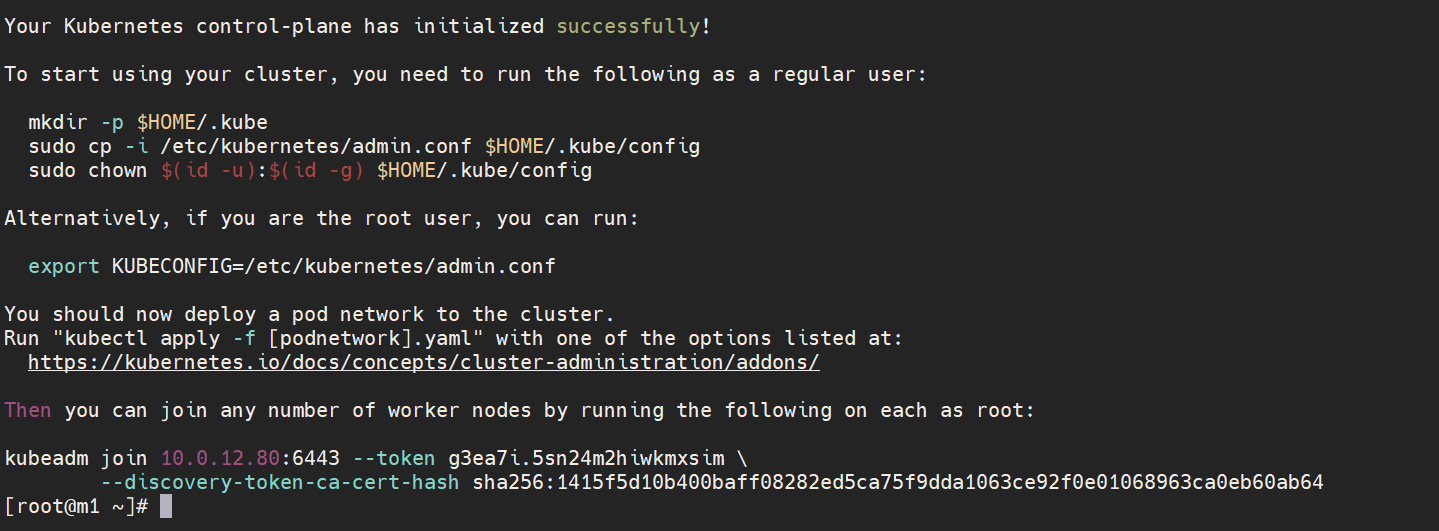 Your Kubernetes control-plane has initialized successfully!
To start using your cluster, you need to run the following as a regular user:
mkdir -p $HOME/.kube
sudo cp -i /etc/kubernetes/admin.conf $HOME/.kube/config
sudo chown $(id -u):$(id -g) $HOME/.kube/config
Alternatively, if you are the root user, you can run:
export KUBECONFIG=/etc/kubernetes/admin.conf
You should now deploy a pod network to the cluster.
Run "kubectl apply -f [podnetwork].yaml" with one of the options listed at:
https://kubernetes.io/docs/concepts/cluster-administration/addons/
Then you can join any number of worker nodes by running the following on each as root:
kubeadm join 10.0.12.80:6443 --token g3ea7i.5sn24m2hiwkmxsim \
--discovery-token-ca-cert-hash sha256:1415f5d10b400baff08282ed5ca75f9dda1063ce92f0e01068963ca0eb60ab64
[root@m1 ~]#